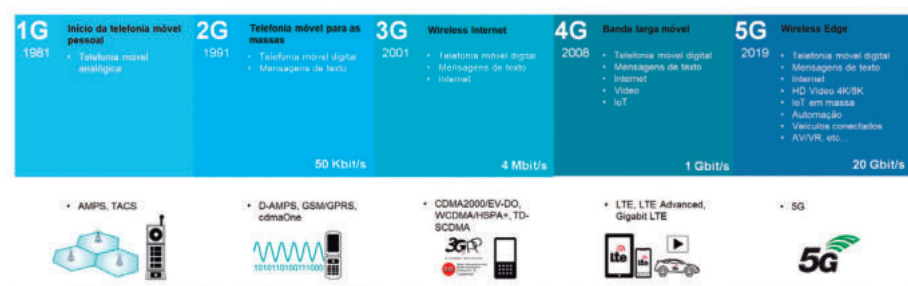 1G
1981
Início da telefonia móvel
pessoal
• Telefonia móvel
analógica
2G
1991
Telefonia móvel para as
massas
• Telefonia móvel digital
• Mensagens de texto
50 Kbit/s
3G
2001
Wireless Internet
• Telefonia móvel digital
• Mensagens de texto
• Internet
4 Mbit/s
4G
2008
Banda larga móvel
• Telefonia móvel digital
• Mensagens de texto
• Internet
• Video
• IoT
1 Gbit/s
5G
2019
Wireless Edge
• Telefonia móvel digital
• Mensagens de texto
• Internet
• HD Video 4K/8K
• IoT em massa
• Automação
• Veículos conectados
• AV/VR, etc...
20 Gbit/s
• AMPS, TACS
• D-AMPS, GSM/GPRS,
cdmaOne
1010110100111000
• CDMA2000/EV-DO,
WCDMA/HSPA+, TD-
SCDMA
3GPP
• LTE, LTE Advanced,
Gigabit LTE
lte
lte
• 5G
5G